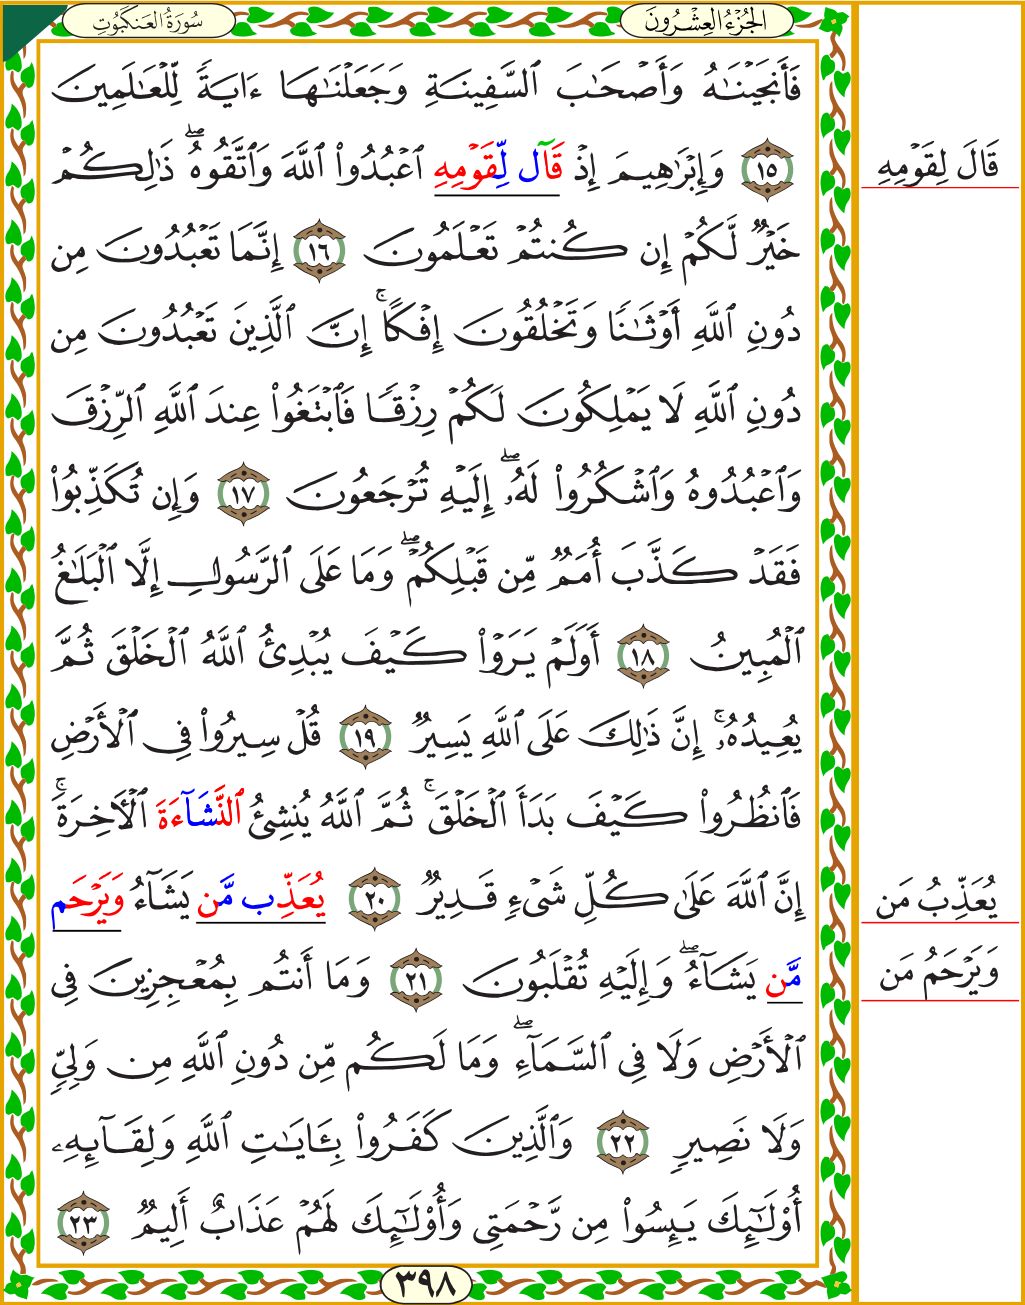 الجُزْءُ العِشْرُونَ
سُورَةُ العَنكَبُوتِ
فَأَنجَيْنَٰهُ وَأَصْحَٰبَ ٱلسَّفِينَةِ وَجَعَلْنَٰهَا ءَايَةً لِّلْعَٰلَمِينَ
١٥ وَإِبْرَٰهِيمَ إِذْ قَالَ لِّقَوْمِهِ ٱعْبُدُوا۟ ٱللَّهَ وَٱتَّقُوهُ ۖ ذَٰلِكُمْ
قَالَ لِقَوْمِهِ
خَيْرٌ لَّكُمْ إِن كُنتُمْ تَعْلَمُونَ ١٦ إِنَّمَا تَعْبُدُونَ مِن
دُونِ ٱللَّهِ أَوْثَٰنًا وَتَخْلُقُونَ إِفْكًا ۚ إِنَّ ٱلَّذِينَ تَعْبُدُونَ مِن
دُونِ ٱللَّهِ لَا يَمْلِكُونَ لَكُمْ رِزْقًا فَٱبْتَغُوا۟ عِندَ ٱللَّهِ ٱلرِّزْقَ
وَٱعْبُدُوهُ وَٱشْكُرُوا۟ لَهُۥ ۖ إِلَيْهِ تُرْجَعُونَ ١٧ وَإِن تُكَذِّبُوا۟
فَقَدْ كَذَّبَ أُمَمٌ مِّن قَبْلِكُمْ ۖ وَمَا عَلَى ٱلرَّسُولِ إِلَّا ٱلْبَلَٰغُ
ٱلْمُبِينُ ١٨ أَوَلَمْ يَرَوْا۟ كَيْفَ يُبْدِئُ ٱللَّهُ ٱلْخَلْقَ ثُمَّ
يُعِيدُهُۥٓ ۚ إِنَّ ذَٰلِكَ عَلَى ٱللَّهِ يَسِيرٌ ١٩ قُلْ سِيرُوا۟ فِى ٱلْأَرْضِ
فَٱنظُرُوا۟ كَيْفَ بَدَأَ ٱلْخَلْقَ ۚ ثُمَّ ٱللَّهُ يُنشِئُ ٱلنَّشَآءَةَ ٱلْأَخِرَةَ ۚ
إِنَّ ٱللَّهَ عَلَىٰ كُلِّ شَىْءٍ قَدِيرٌ ٢٠ يُعَذِّب مَّن يَشَآءُ وَيَرْحَم
يُعَذِّبُ مَن
مَّن يَشَآءُ ۖ وَإِلَيْهِ تُقْلَبُونَ ٢١ وَمَا أَنتُم بِمُعْجِزِينَ فِى
وَيَرْحَمُ مَن
ٱلْأَرْضِ وَلَا فِى ٱلسَّمَآءِ ۖ وَمَا لَكُم مِّن دُونِ ٱللَّهِ مِن وَلِىٍّ
وَلَا نَصِيرٍ ٢٢ وَٱلَّذِينَ كَفَرُوا۟ بِـَٔايَٰتِ ٱللَّهِ وَلِقَآئِهِۦ
أُو۟لَٰٓئِكَ يَئِسُوا۟ مِن رَّحْمَتِى وَأُو۟لَٰٓئِكَ لَهُمْ عَذَابٌ أَلِيمٌ ٢٣
٣٩٨